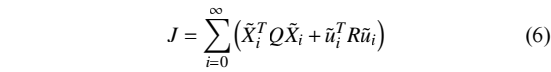 J = \sum_{i=0}^{\infty} \left( \tilde{X}_i^T Q \tilde{X}_i + \tilde{u}_i^T R \tilde{u}_i \right) (6)